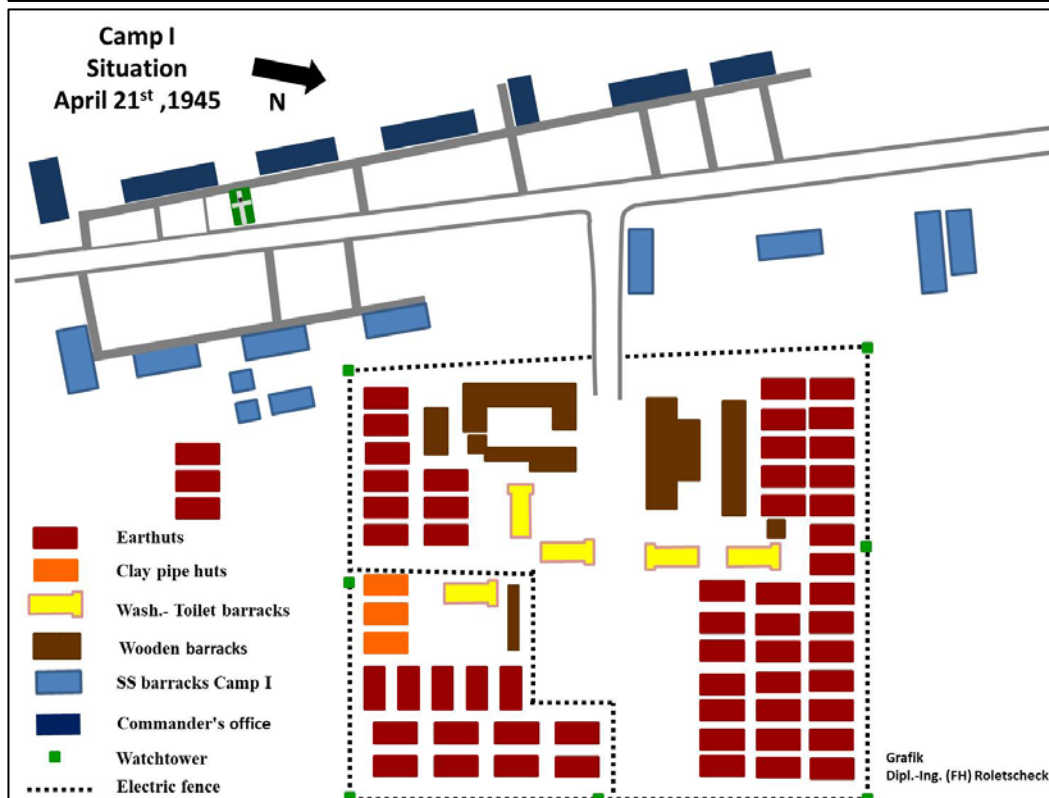 Camp I
Situation
April 21st ,1945
N
Earthuts
Clay pipe huts
Wash.- Toilet barracks
Wooden barracks
SS barracks Camp I
Commander's office
Watchtower
Electric fence
Grafik
Dipl.-Ing. (FH) Roletscheck